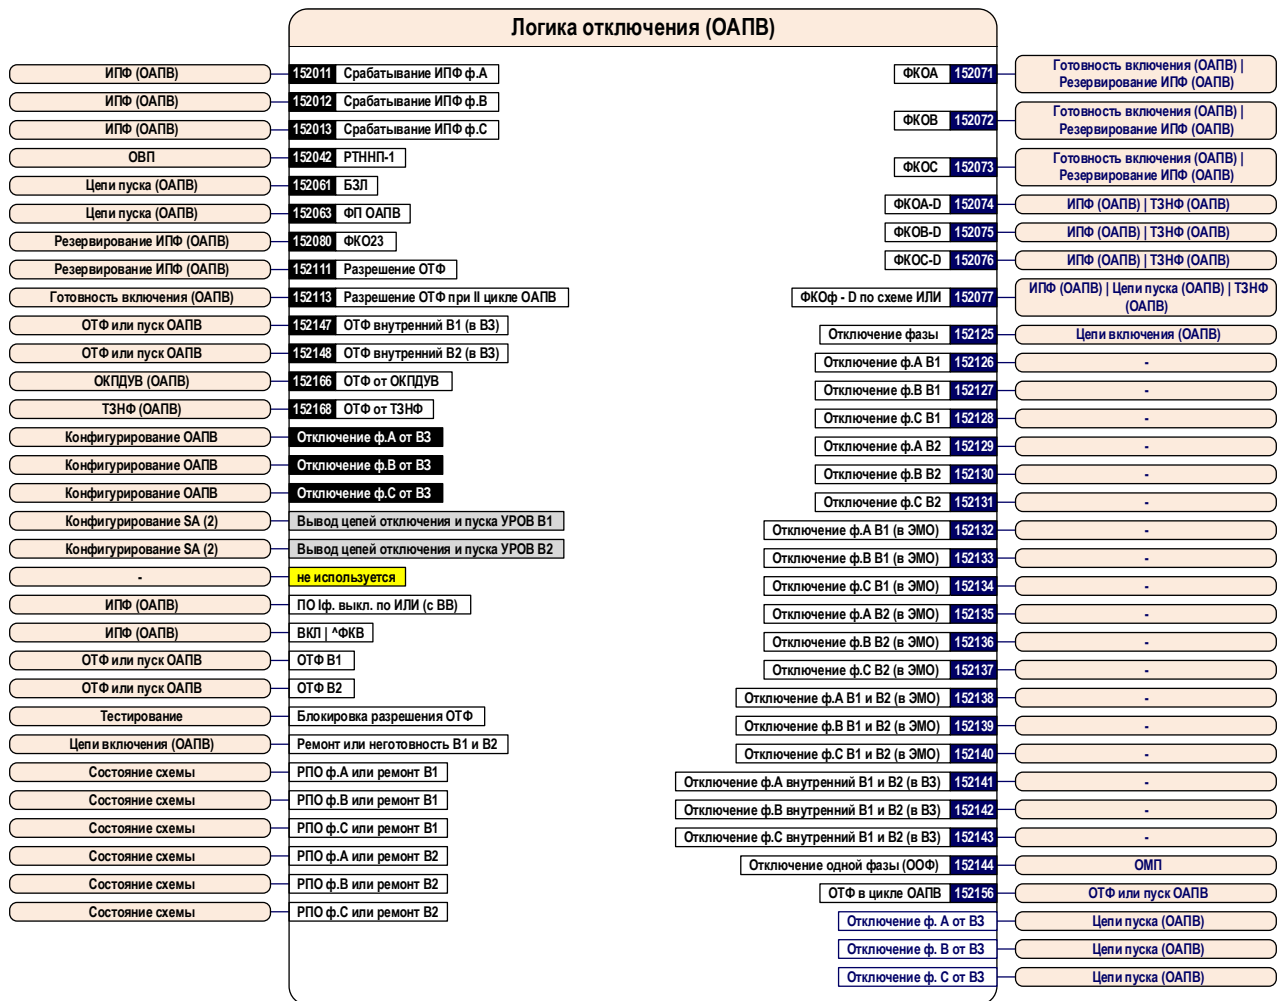 Логика отключения (ОАПВ)
ИПФ (ОАПВ) 152011 Срабатывание ИПФ ф.А
ИПФ (ОАПВ) 152012 Срабатывание ИПФ ф.В
ИПФ (ОАПВ) 152013 Срабатывание ИПФ ф.С
ОВП 152042 РТННП-1
Цепи пуска (ОАПВ) 152061 БЗЛ
Цепи пуска (ОАПВ) 152063 ФП ОАПВ
Резервирование ИПФ (ОАПВ) 152080 ФКО23
Резервирование ИПФ (ОАПВ) 152111 Разрешение ОТФ
Готовность включения (ОАПВ) 152113 Разрешение ОТФ при II цикле ОАПВ
ОТФ или пуск ОАПВ 152147 ОТФ внутренний В1 (в ВЗ)
ОТФ или пуск ОАПВ 152148 ОТФ внутренний В2 (в ВЗ)
ОКПДУВ (ОАПВ) 152166 ОТФ от ОКПДУВ
ТЗНФ (ОАПВ) 152168 ОТФ от ТЗНФ
Конфигурирование ОАПВ Отключение ф.А от ВЗ
Конфигурирование ОАПВ Отключение ф.В от ВЗ
Конфигурирование ОАПВ Отключение ф.С от ВЗ
Конфигурирование SA (2) Вывод цепей отключения и пуска УРОВ В1
Конфигурирование SA (2) Вывод цепей отключения и пуска УРОВ В2
- не используется
ИПФ (ОАПВ) ПО Iф. выкл. по ИЛИ (с ВВ)
ИПФ (ОАПВ) ВКЛ | ^ФКВ
ОТФ или пуск ОАПВ ОТФ В1
ОТФ или пуск ОАПВ ОТФ В2
Тестирование Блокировка разрешения ОТФ
Цепи включения (ОАПВ) Ремонт или неготовность В1 и В2
Состояние схемы РПО ф.А или ремонт В1
Состояние схемы РПО ф.В или ремонт В1
Состояние схемы РПО ф.С или ремонт В1
Состояние схемы РПО ф.А или ремонт В2
Состояние схемы РПО ф.В или ремонт В2
Состояние схемы РПО ф.С или ремонт В2
ФКОА 152071 Готовность включения (ОАПВ) |
Резервирование ИПФ (ОАПВ)
ФКОВ 152072 Готовность включения (ОАПВ) |
Резервирование ИПФ (ОАПВ)
ФКОС 152073 Готовность включения (ОАПВ) |
Резервирование ИПФ (ОАПВ)
ФКОА-D 152074 ИПФ (ОАПВ) | ТЗНФ (ОАПВ)
ФКОВ-D 152075 ИПФ (ОАПВ) | ТЗНФ (ОАПВ)
ФКОС-D 152076 ИПФ (ОАПВ) | ТЗНФ (ОАПВ)
ФКОф - D по схеме ИЛИ 152077 ИПФ (ОАПВ) | Цепи пуска (ОАПВ) | ТЗНФ
(ОАПВ)
Отключение фазы 152125 Цепи включения (ОАПВ)
Отключение ф.А В1 152126 -
Отключение ф.В В1 152127 -
Отключение ф.С В1 152128 -
Отключение ф.А В2 152129 -
Отключение ф.В В2 152130 -
Отключение ф.С В2 152131 -
Отключение ф.А В1 (в ЭМО) 152132 -
Отключение ф.В В1 (в ЭМО) 152133 -
Отключение ф.С В1 (в ЭМО) 152134 -
Отключение ф.А В2 (в ЭМО) 152135 -
Отключение ф.В В2 (в ЭМО) 152136 -
Отключение ф.С В2 (в ЭМО) 152137 -
Отключение ф.А В1 и В2 (в ЭМО) 152138 -
Отключение ф.В В1 и В2 (в ЭМО) 152139 -
Отключение ф.С В1 и В2 (в ЭМО) 152140 -
Отключение ф.А внутренний В1 и В2 (в ВЗ) 152141 -
Отключение ф.В внутренний В1 и В2 (в ВЗ) 152142 -
Отключение ф.С внутренний В1 и В2 (в ВЗ) 152143 -
Отключение одной фазы (ООФ) 152144 ОМП
ОТФ в цикле ОАПВ 152156 ОТФ или пуск ОАПВ
Отключение ф. А от ВЗ Цепи пуска (ОАПВ)
Отключение ф. В от ВЗ Цепи пуска (ОАПВ)
Отключение ф. С от ВЗ Цепи пуска (ОАПВ)